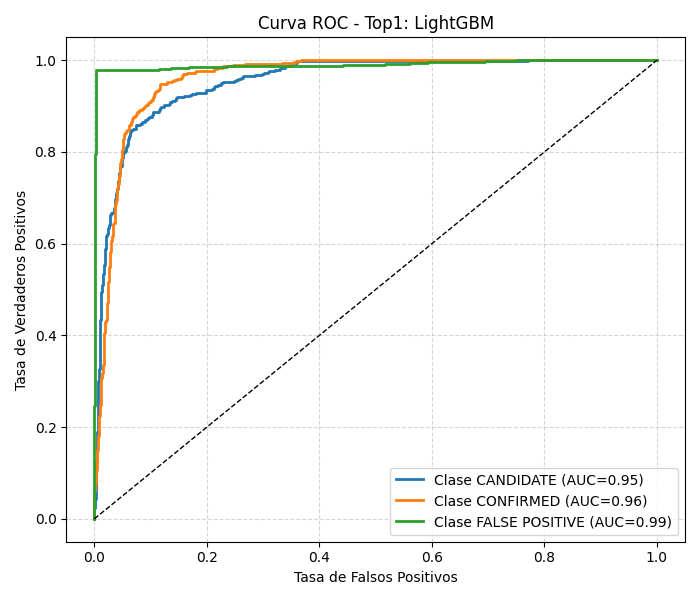 Curva ROC - Top1: LightGBM
Tasa de Verdaderos Positivos
1.0
0.8
0.6
0.4
0.2
0.0
0.0 0.2 0.4 0.6 0.8 1.0
Tasa de Falsos Positivos
Clase CANDIDATE (AUC=0.95)
Clase CONFIRMED (AUC=0.96)
Clase FALSE POSITIVE (AUC=0.99)